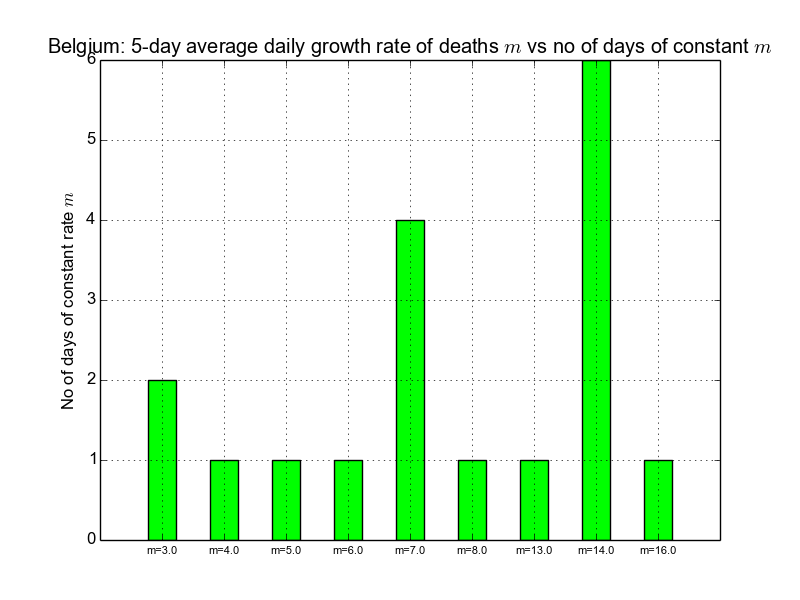 Belgium: 5-day average daily growth rate of deaths m vs no of days of constant m
No of days of constant rate m
6
5
4
3
2
1
0
m=3.0 m=4.0 m=5.0 m=6.0 m=7.0 m=8.0 m=13.0 m=14.0 m=16.0